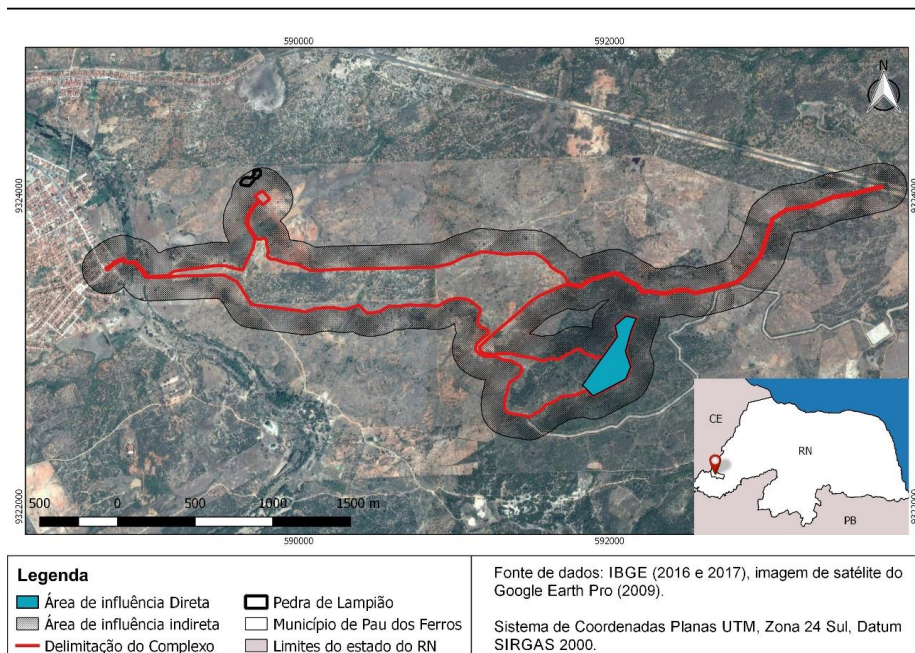 590000
592000
N
9324000
9324000
CE
RN
PB
500
0
500
1000
1500 m
9322000
9322000
590000
592000
Legenda
Área de influência Direta
Área de influência indireta
Delimitação do Complexo
Pedra de Lampião
Município de Pau dos Ferros
Limites do estado do RN
Fonte de dados: IBGE (2016 e 2017), imagem de satélite do
Google Earth Pro (2009).
Sistema de Coordenadas Planas UTM, Zona 24 Sul, Datum
SIRGAS 2000.